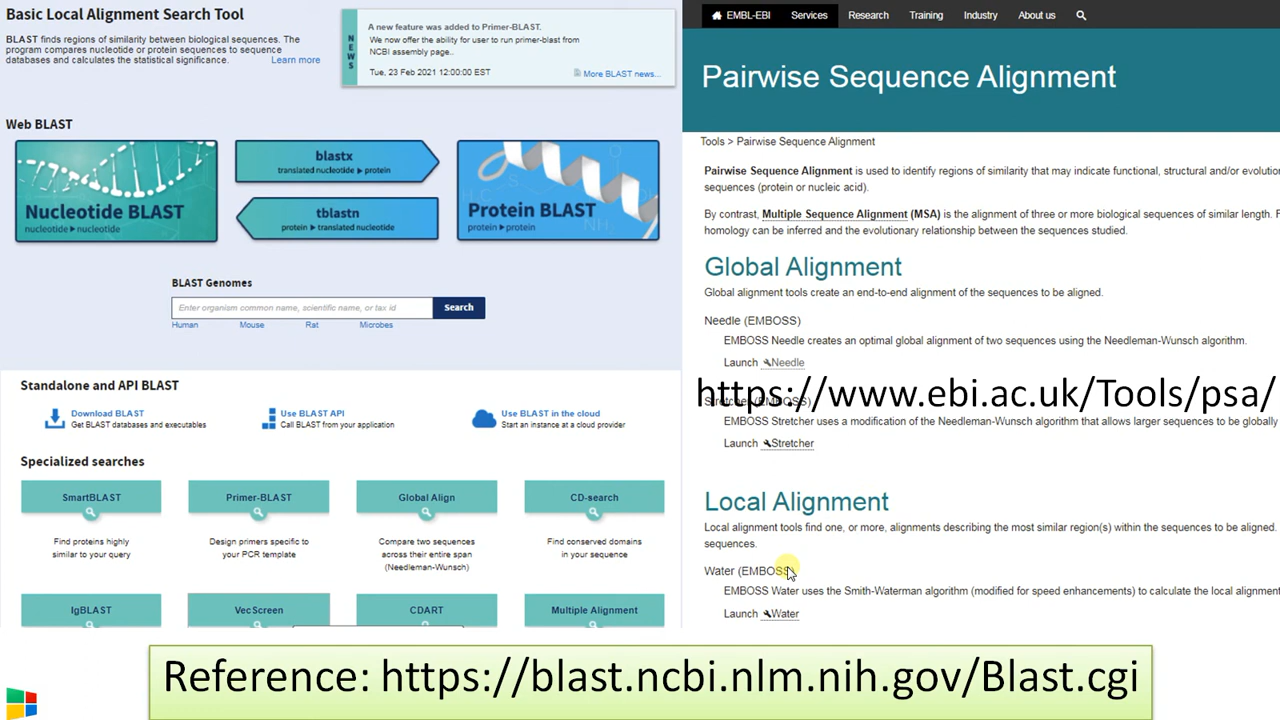 Basic Local Alignment Search Tool
BLAST finds regions of similarity between biological sequences. The
program compares nucleotide or protein sequences to sequence
databases and calculates the statistical significance.
Learn more
NEWS
A new feature was added to Primer-BLAST.
We now offer the ability for user to run primer-blast from
NCBI assembly page..
Tue, 23 Feb 2021 12:00:00 EST
More BLAST news...
Web BLAST
Nucleotide BLAST
nucleotide ▶ nucleotide
blastx
translated nucleotide ▶ protein
tblastn
protein ▶ translated nucleotide
Protein BLAST
protein ▶ protein
BLAST Genomes
Enter organism common name, scientific name, or tax id
Search
Human Mouse Rat Microbes
Standalone and API BLAST
Download BLAST
Get BLAST databases and executables
Use BLAST API
Call BLAST from your application
Use BLAST in the cloud
Start an instance at a cloud provider
Specialized searches
SmartBLAST
Find proteins highly
similar to your query
Primer-BLAST
Design primers specific to
your PCR template
Global Align
Compare two sequences
across their entire span
(Needleman-Wunsch)
CD-search
Find conserved domains
in your sequence
IgBLAST
VecScreen
CDART
Multiple Alignment
EMBL-EBI Services Research Training Industry About us
Pairwise Sequence Alignment
Tools > Pairwise Sequence Alignment
Pairwise Sequence Alignment is used to identify regions of similarity that may indicate functional, structural and/or evolution
sequences (protein or nucleic acid).
By contrast, Multiple Sequence Alignment (MSA) is the alignment of three or more biological sequences of similar length. F
homology can be inferred and the evolutionary relationship between the sequences studied.
Global Alignment
Global alignment tools create an end-to-end alignment of the sequences to be aligned.
Needle (EMBOSS)
EMBOSS Needle creates an optimal global alignment of two sequences using the Needleman-Wunsch algorithm.
Launch Needle
https://www.ebi.ac.uk/Tools/psa/
Stretcher (EMBOSS)
EMBOSS Stretcher uses a modification of the Needleman-Wunsch algorithm that allows larger sequences to be globally
Launch Stretcher
Local Alignment
Local alignment tools find one, or more, alignments describing the most similar region(s) within the sequences to be aligned.
sequences.
Water (EMBOSS)
EMBOSS Water uses the Smith-Waterman algorithm (modified for speed enhancements) to calculate the local alignment
Launch Water
Reference: https://blast.ncbi.nlm.nih.gov/Blast.cgi